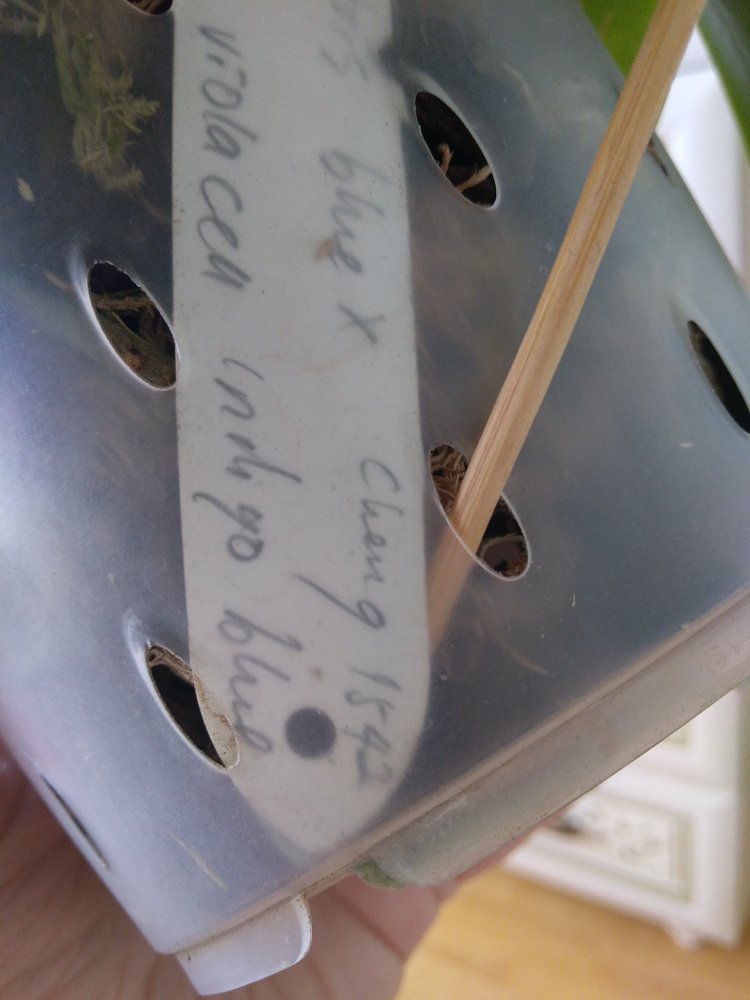 blue x Cheng 1542
violacea indigo blue